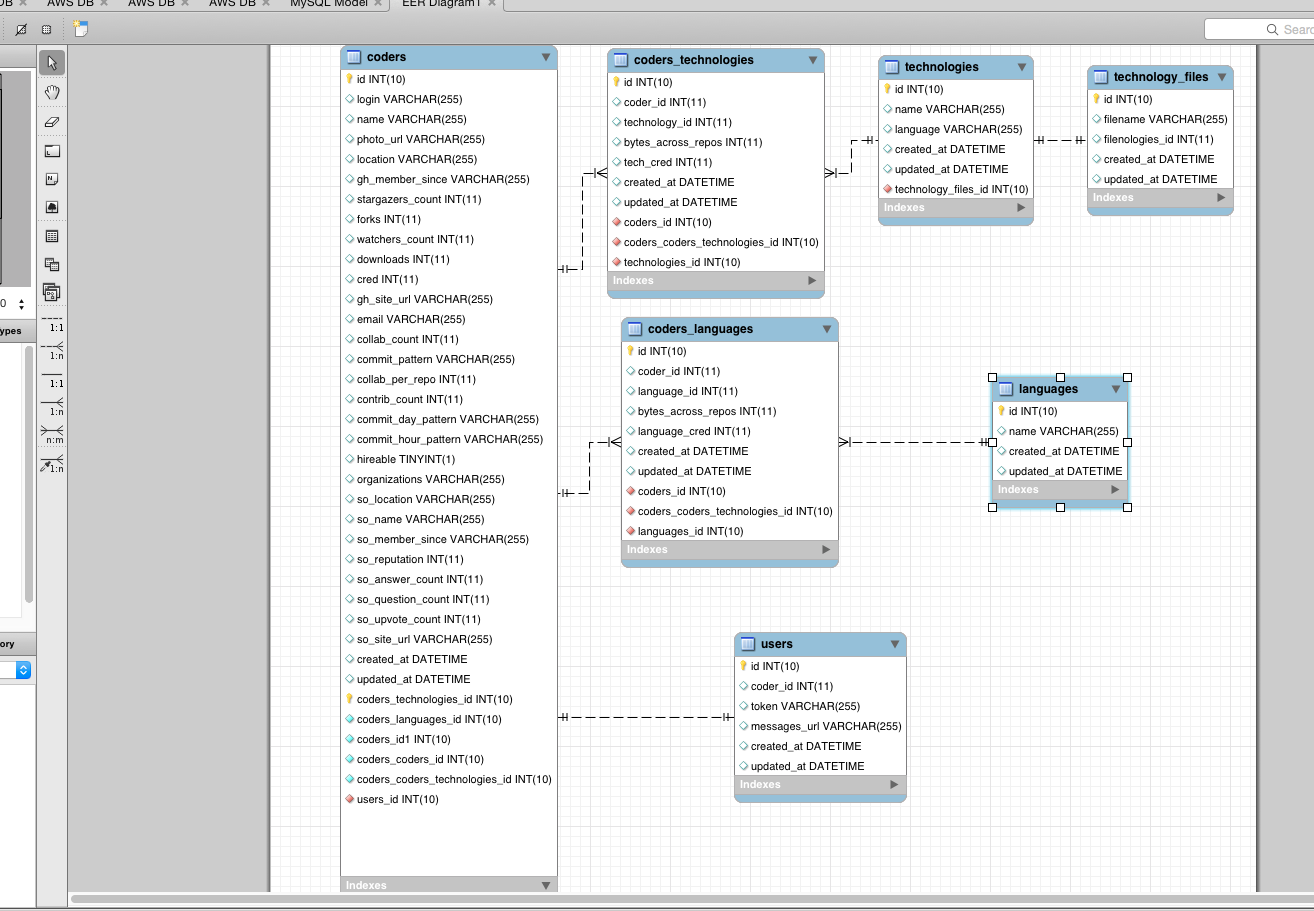 DB
AWS DB
AWS DB
AWS DB
MySQL Model
EER Diagram1
coders
id INT(10)
login VARCHAR(255)
name VARCHAR(255)
photo_url VARCHAR(255)
location VARCHAR(255)
gh_member_since VARCHAR(255)
stargazers_count INT(11)
forks INT(11)
watchers_count INT(11)
downloads INT(11)
cred INT(11)
gh_site_url VARCHAR(255)
email VARCHAR(255)
collab_count INT(11)
commit_pattern VARCHAR(255)
collab_per_repo INT(11)
contrib_count INT(11)
commit_day_pattern VARCHAR(255)
commit_hour_pattern VARCHAR(255)
hireable TINYINT(1)
organizations VARCHAR(255)
so_location VARCHAR(255)
so_name VARCHAR(255)
so_member_since VARCHAR(255)
so_reputation INT(11)
so_answer_count INT(11)
so_question_count INT(11)
so_upvote_count INT(11)
so_site_url VARCHAR(255)
created_at DATETIME
updated_at DATETIME
coders_technologies_id INT(10)
coders_languages_id INT(10)
coders_id1 INT(10)
coders_coders_id INT(10)
coders_coders_technologies_id INT(10)
users_id INT(10)
Indexes
coders_technologies
id INT(10)
coder_id INT(11)
technology_id INT(11)
bytes_across_repos INT(11)
tech_cred INT(11)
created_at DATETIME
updated_at DATETIME
coders_id INT(10)
coders_coders_technologies_id INT(10)
technologies_id INT(10)
Indexes
technologies
id INT(10)
name VARCHAR(255)
language VARCHAR(255)
created_at DATETIME
updated_at DATETIME
technology_files_id INT(10)
Indexes
technology_files
id INT(10)
filename VARCHAR(255)
filenologies_id INT(11)
created_at DATETIME
updated_at DATETIME
Indexes
coders_languages
id INT(10)
coder_id INT(11)
language_id INT(11)
bytes_across_repos INT(11)
language_cred INT(11)
created_at DATETIME
updated_at DATETIME
coders_id INT(10)
coders_coders_technologies_id INT(10)
languages_id INT(10)
Indexes
languages
id INT(10)
name VARCHAR(255)
created_at DATETIME
updated_at DATETIME
Indexes
users
id INT(10)
coder_id INT(11)
token VARCHAR(255)
messages_url VARCHAR(255)
created_at DATETIME
updated_at DATETIME
Indexes
0
ypes
ory
1:1
1:n
1:1
1:n
n:m
1:n
Searc